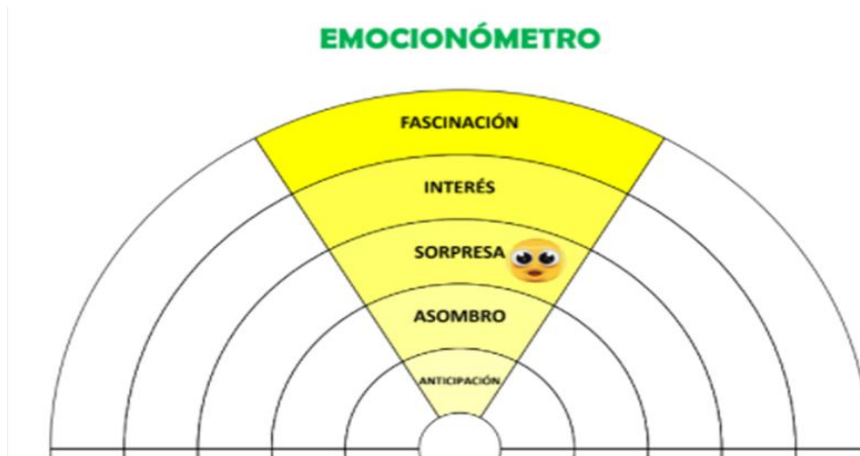 EMOCIONÓMETRO
FASCINACIÓN
INTERÉS
SORPRESA
ASOMBRO
ANTICIPACIÓN